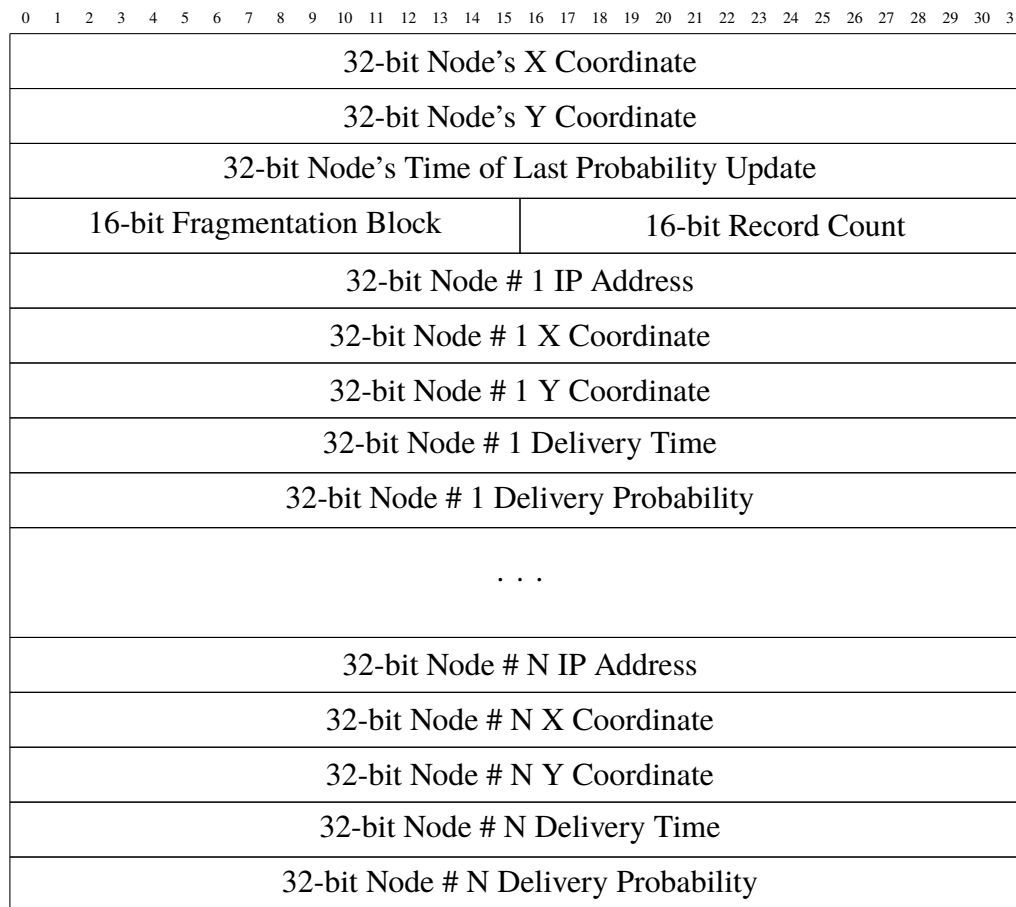 0 1 2 3 4 5 6 7 8 9 10 11 12 13 14 15 16 17 18 19 20 21 22 23 24 25 26 27 28 29 30 3
32-bit Node's X Coordinate
32-bit Node's Y Coordinate
32-bit Node's Time of Last Probability Update
16-bit Fragmentation Block 16-bit Record Count
32-bit Node # 1 IP Address
32-bit Node # 1 X Coordinate
32-bit Node # 1 Y Coordinate
32-bit Node # 1 Delivery Time
32-bit Node # 1 Delivery Probability
. . .
32-bit Node # N IP Address
32-bit Node # N X Coordinate
32-bit Node # N Y Coordinate
32-bit Node # N Delivery Time
32-bit Node # N Delivery Probability